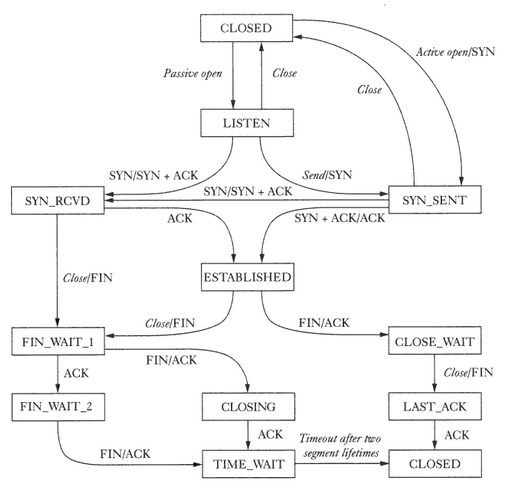 CLOSED
Active open/SYN
Passive open
Close
Close
LISTEN
SYN/SYN + ACK
Send/SYN
SYN/SYN + ACK
SYN_RCVD
SYN_SENT
ACK
SYN + ACK/ACK
Close/FIN
ESTABLISHED
Close/FIN
FIN/ACK
FIN_WAIT_1
CLOSE_WAIT
FIN/ACK
ACK
Close/FIN
FIN_WAIT_2
CLOSING
LAST_ACK
ACK
Timeout after two
segment lifetimes
ACK
FIN/ACK
TIME_WAIT
CLOSED